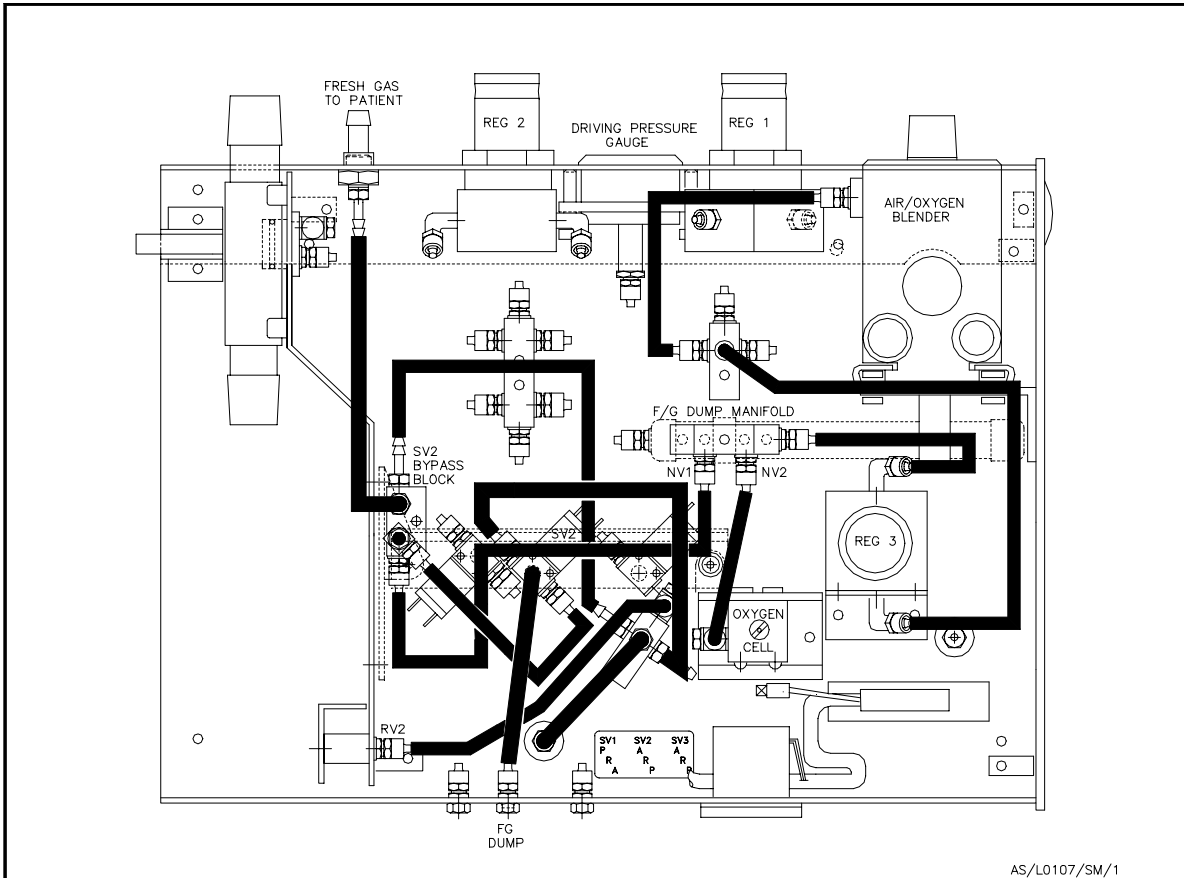 FRESH GAS
TO PATIENT
REG 2
DRIVING PRESSURE
GAUGE
REG 1
AIR/OXYGEN
BLENDER
F/G DUMP MANIFOLD
SV2
BYPASS
BLOCK
NV1
NV2
SV2
REG 3
OXYGEN
CELL
RV2
SV1 SV2 SV3
P A A
R R R
A P P
FG
DUMP
AS/L0107/SM/1